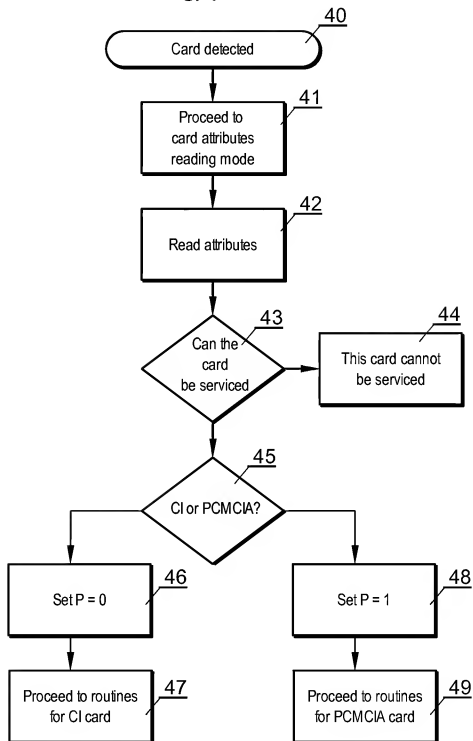 40
Card detected
41
Proceed to
card attributes
reading mode
42
Read attributes
43
Can the
card
be serviced
44
This card cannot
be serviced
45
CI or PCMCIA?
46
Set P = 0
48
Set P = 1
47
Proceed to routines
for CI card
49
Proceed to routines
for PCMCIA card